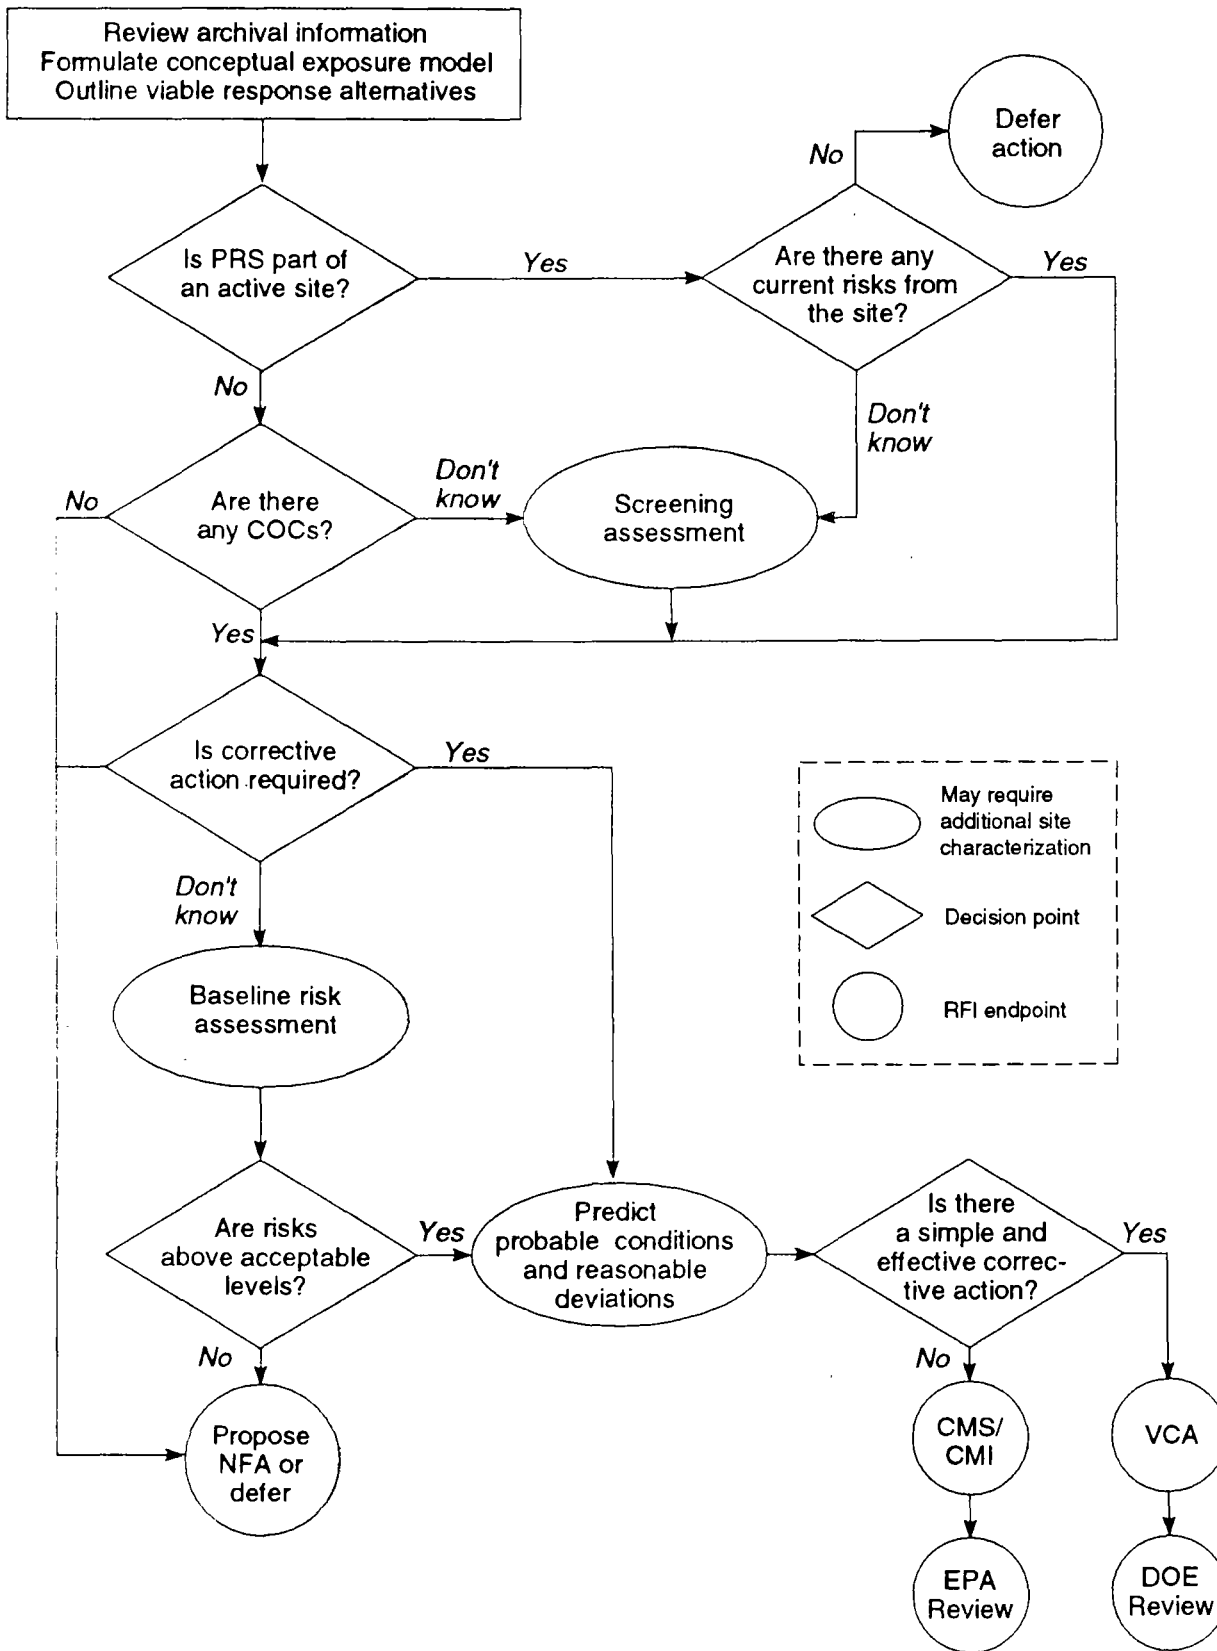 Review archival information
Formulate conceptual exposure model
Outline viable response alternatives
Defer
action
No
Is PRS part of
an active site?
Yes
Are there any
current risks from
the site?
Yes
No
Don't
know
No
Are there
any COCs?
Don't
know
Screening
assessment
Yes
Is corrective
action required?
Yes
May require
additional site
characterization
Decision point
RFI endpoint
Don't
know
Baseline risk
assessment
Are risks
above acceptable
levels?
Yes
Predict
probable conditions
and reasonable
deviations
Is there
a simple and
effective correc-
tive action?
Yes
No
No
Propose
NFA or
defer
CMS/
CMI
VCA
EPA
Review
DOE
Review